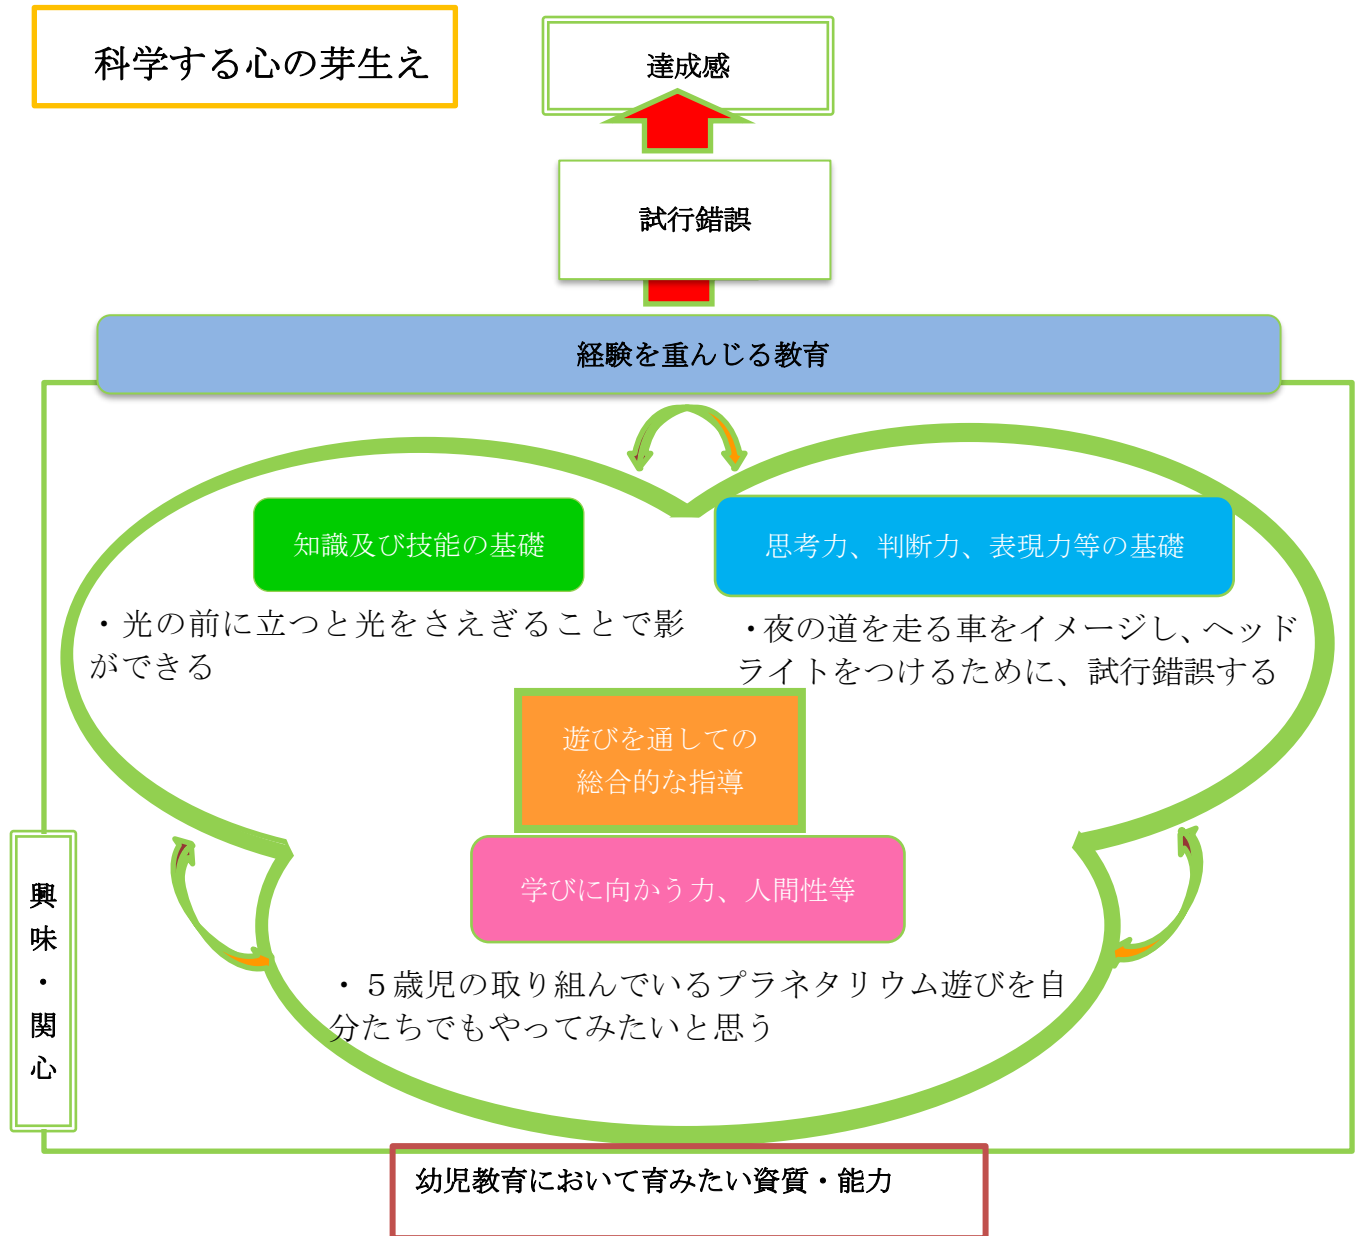 科学する心の芽生え
達成感
試行錯誤
経験を重んじる教育
知識及び技能の基礎
思考力、判断力、表現力等の基礎
・光の前に立つと光をさえぎることで影
ができる
・夜の道を走る車をイメージし、ヘッド
ライトをつけるために、試行錯誤する
遊びを通しての
総合的な指導
学びに向かう力、人間性等
興味・関心
・５歳児の取り組んでいるプラネタリウム遊びを自
分たちでもやってみたいと思う
幼児教育において育みたい資質・能力